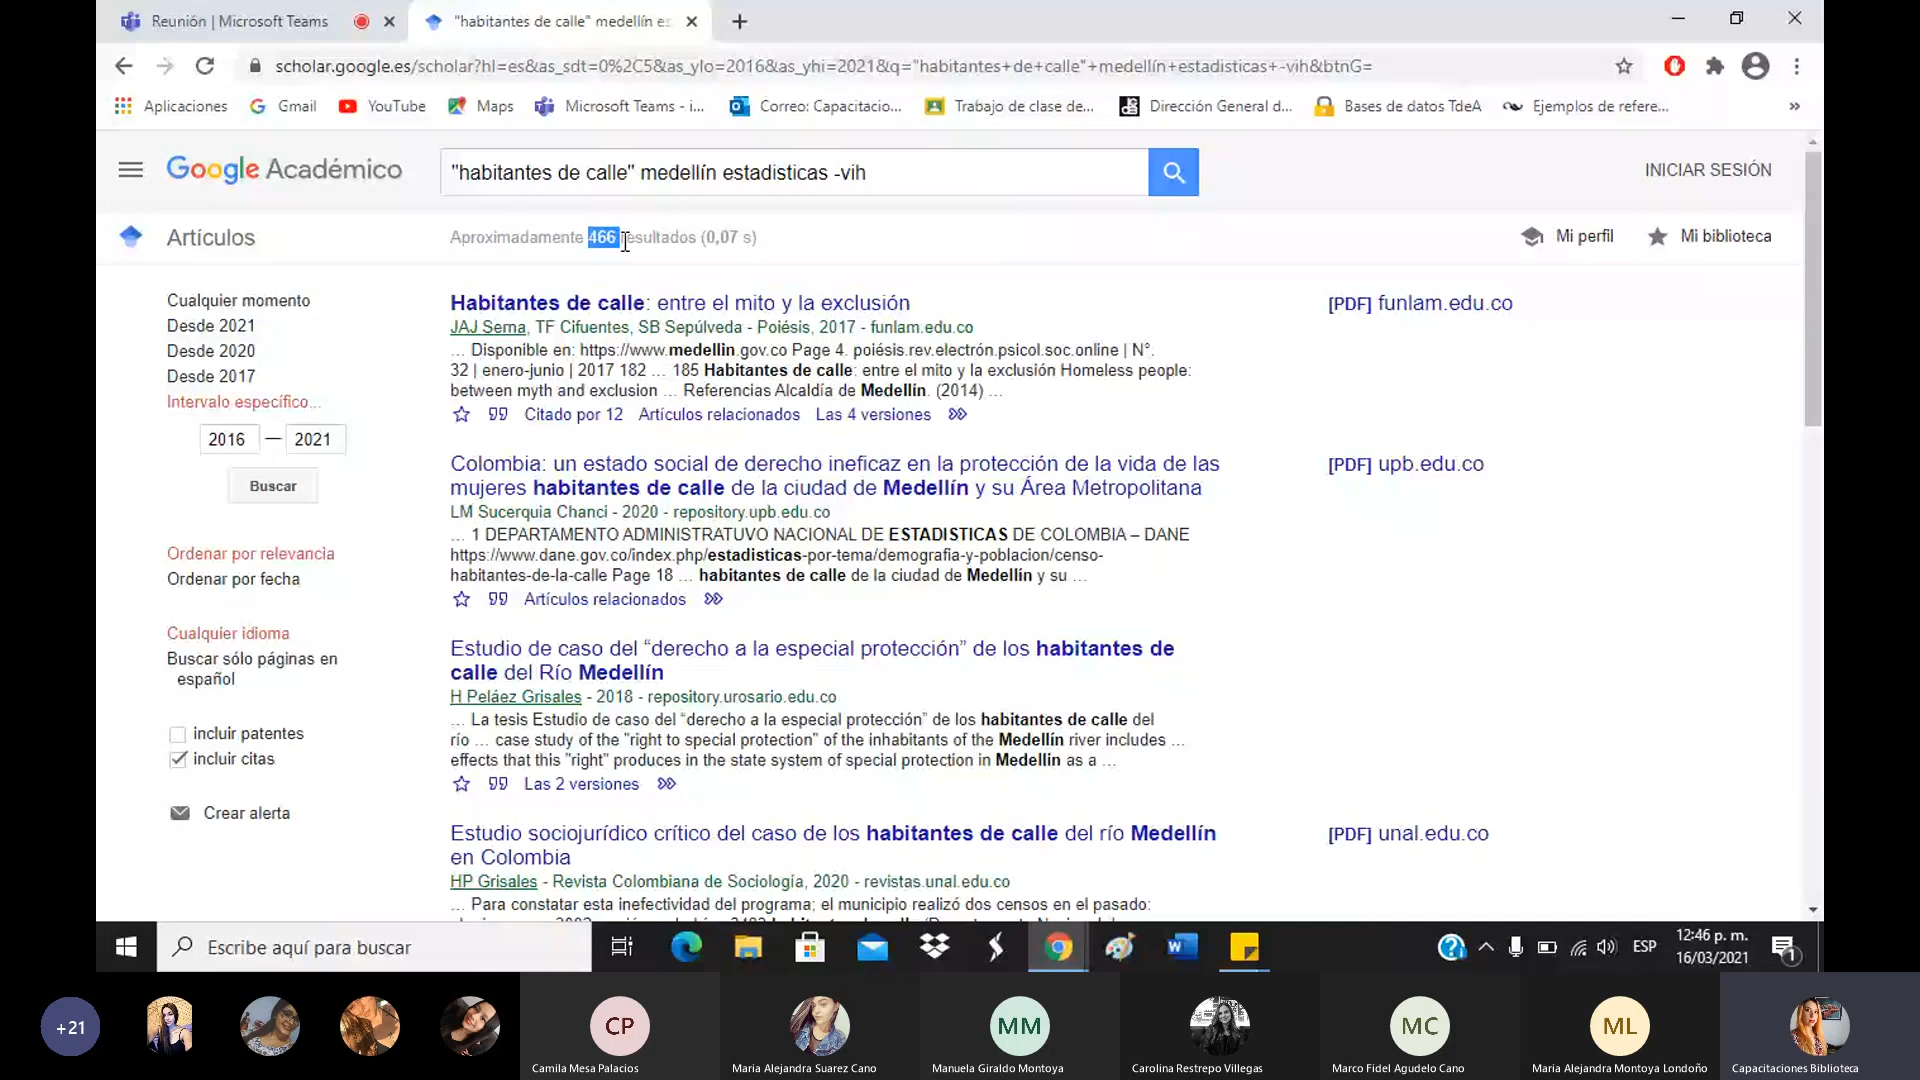 Reunión | Microsoft Teams
"habitantes de calle" medellín es
scholar.google.es/scholar?hl=es&as_sdt=0%2C5&as_ylo=2016&as_yhi=2021&q="habitantes+de+calle"+medellín+estadisticas+-vih&btnG=
Aplicaciones Gmail YouTube Maps Microsoft Teams - i... Correo: Capacitacio... Trabajo de clase de... Dirección General d... Bases de datos TdeA Ejemplos de refere... »
Google Académico
"habitantes de calle" medellín estadisticas -vih
INICIAR SESIÓN
Artículos
Aproximadamente 466 resultados (0,07 s)
Mi perfil
Mi biblioteca
Cualquier momento
Desde 2021
Desde 2020
Desde 2017
Intervalo específico...
2016 — 2021
Buscar
Ordenar por relevancia
Ordenar por fecha
Cualquier idioma
Buscar sólo páginas en
español
incluir patentes
incluir citas
Crear alerta
Habitantes de calle: entre el mito y la exclusión
[PDF] funlam.edu.co
JAJ Serna, TF Cifuentes, SB Sepúlveda - Poiésis, 2017 - funlam.edu.co
... Disponible en: https://www.medellin.gov.co Page 4. poiésis.rev.electrón.psicol.soc.online | N°.
32 | enero-junio | 2017 182 ... 185 Habitantes de calle: entre el mito y la exclusión Homeless people:
between myth and exclusion ... Referencias Alcaldía de Medellín. (2014) ...
Citado por 12 Artículos relacionados Las 4 versiones
Colombia: un estado social de derecho ineficaz en la protección de la vida de las
mujeres habitantes de calle de la ciudad de Medellín y su Área Metropolitana
[PDF] upb.edu.co
LM Sucerquia Chanci - 2020 - repository.upb.edu.co
... 1 DEPARTAMENTO ADMINISTRATUVO NACIONAL DE ESTADISTICAS DE COLOMBIA – DANE
https://www.dane.gov.co/index.php/estadisticas-por-tema/demografia-y-poblacion/censo-
habitantes-de-la-calle Page 18 ... habitantes de calle de la ciudad de Medellín y su ...
Artículos relacionados
Estudio de caso del “derecho a la especial protección” de los habitantes de
calle del Río Medellín
H Peláez Grisales - 2018 - repository.urosario.edu.co
... La tesis Estudio de caso del “derecho a la especial protección” de los habitantes de calle del
río ... case study of the "right to special protection” of the inhabitants of the Medellín river includes ...
effects that this "right" produces in the state system of special protection in Medellín as a ...
Las 2 versiones
Estudio sociojurídico crítico del caso de los habitantes de calle del río Medellín
en Colombia
[PDF] unal.edu.co
HP Grisales - Revista Colombiana de Sociología, 2020 - revistas.unal.edu.co
... Para constatar esta inefectividad del programa; el municipio realizó dos censos en el pasado:
Escribe aquí para buscar
ESP
12:46 p. m.
16/03/2021
1
+21
CP
MM
MC
ML
Camila Mesa Palacios
Maria Alejandra Suarez Cano
Manuela Giraldo Montoya
Carolina Restrepo Villegas
Marco Fidel Agudelo Cano
Maria Alejandra Montoya Londoño
Capacitaciones Biblioteca